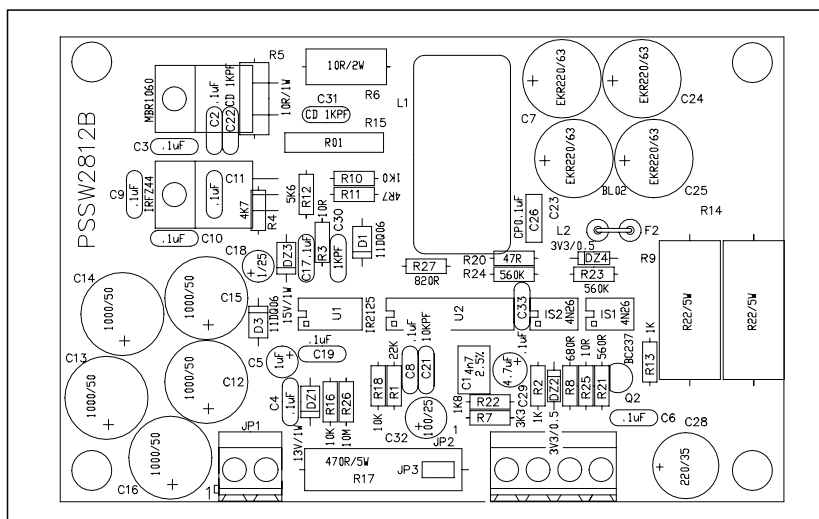 PSSW2812B
MBR1060
.1uF
C2
C22
CD 1KPF
R5
10R/1W
10R/2W
R6
C31
CD 1KPF
R15
R01
L1
C3
.1uF
C9
.1uF
IRFZ44
C11
.1uF
4K7
R4
C10
.1uF
5K6
R12
R10
1K0
R11
4R7
10R
R3
C30
1KPF
D1
11DQ06
C18
1/25
DZ3
15V/1W
C17
.1uF
R27
820R
C7
EKR220/63
EKR220/63
C24
EKR220/63
EKR220/63
C25
BL02
C23
CP0.1uF
C26
L2
F2
3V3/0.5
DZ4
R20
47R
R24
560K
R23
560K
R14
R9
R22/5W
R22/5W
C14
1000/50
C15
1000/50
C13
1000/50
C12
1000/50
C16
1000/50
11DQ06
D3
U1
IR2125
U2
C33
.1uF
IS2
4N26
IS1
4N26
C5
1uF
C19
.1uF
C4
.1uF
DZ1
13V/1W
R16
10K
R26
10M
22K
R18
10K
R1
C8
.1uF
C21
10KPF
C32
100/25
C14n7
2.5%
4.7uF
C29
R22
1K8
R7
3K3
R2
1K
DZ2
3V3/0.5
680R
R8
10R
R25
560R
R21
BC237
Q2
R13
1K
.1uF
C6
C28
220/35
JP1
1
470R/5W
R17
JP2
1
JP3